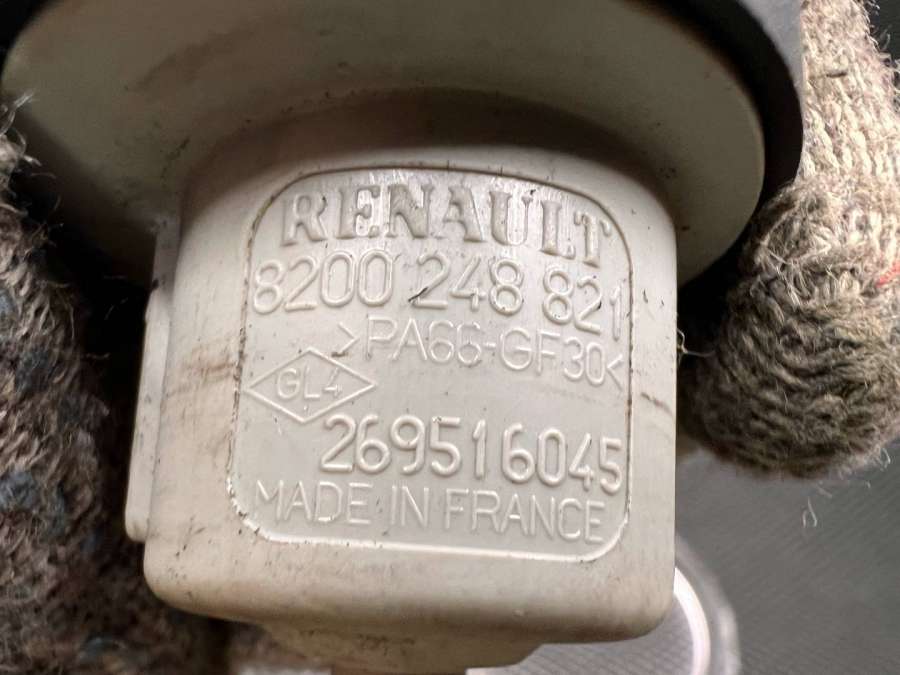 RENAULT
8200 248 821
>PA66-GF30<
GL4
269516045
MADE IN FRANCE